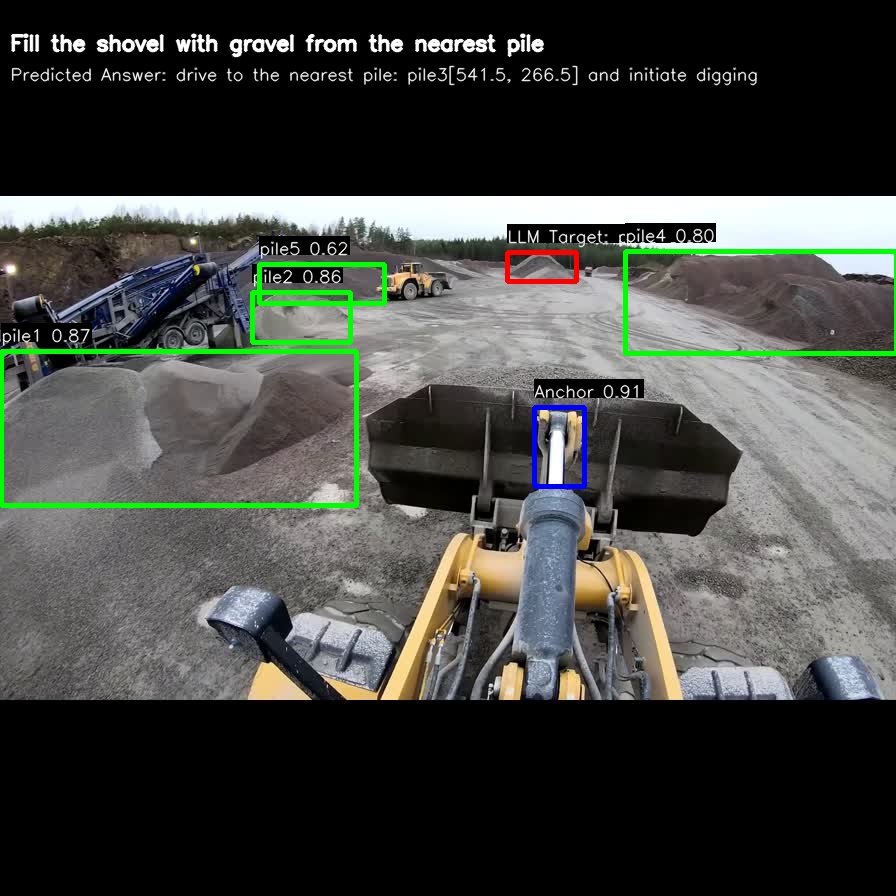 Fill the shovel with gravel from the nearest pile
Predicted Answer: drive to the nearest pile: pile3[541.5, 266.5] and initiate digging
LLM Target: pile4 0.80
pile5 0.62
pile2 0.86
pile1 0.87
Anchor 0.91